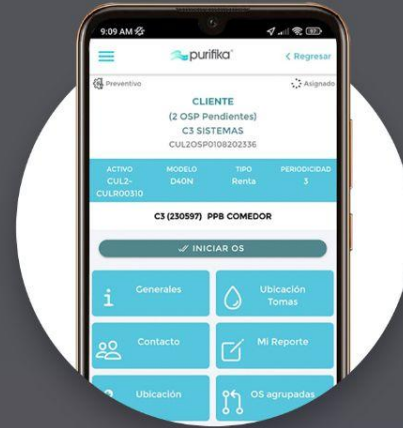 9:09 AM
purifika
< Regresar
Preventivo
Asignado
CLIENTE
(2 OSP Pendientes)
C3 SISTEMAS
CUL2OSP0108202336
ACTIVO MODELO TIPO PERIODICIDAD
CUL2- D40N Renta 3
CULR00310
C3 (230597) PPB COMEDOR
INICIAR OS
Generales
Ubicación
Tomas
Contacto
Mi Reporte
Ubicación
OS agrupadas